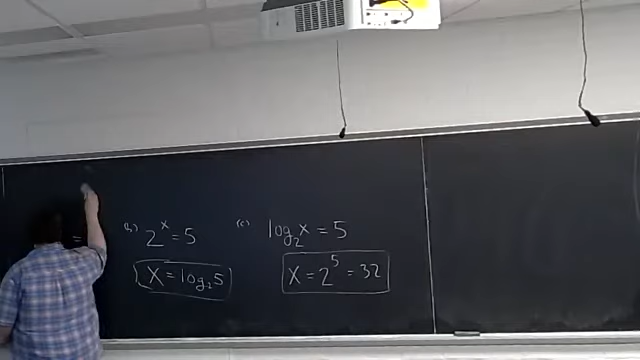 =
(b) 2^x = 5
x = log₂5
(c) log₂x = 5
x = 2^5 = 32